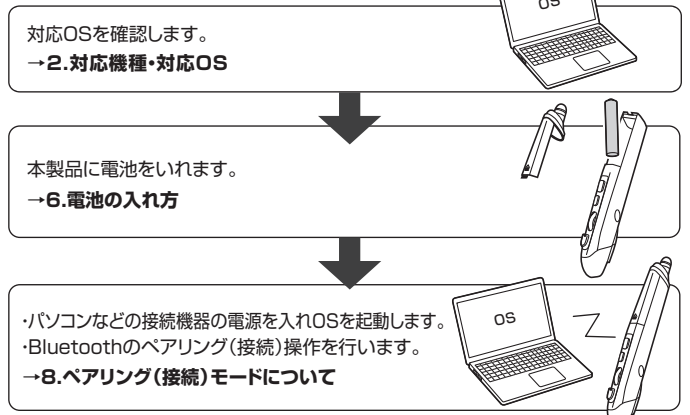 OS
対応OSを確認します。
→2.対応機種・対応OS
本製品に電池をいれます。
→6.電池の入れ方
・パソコンなどの接続機器の電源を入れOSを起動します。
OS
・Bluetoothのペアリング（接続）操作を行います。
→8.ペアリング（接続）モードについて